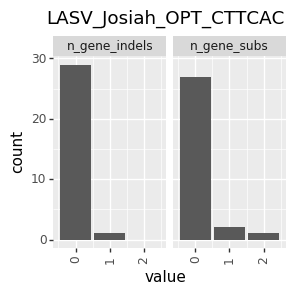 LASV_Josiah_OPT_CTTCAC
n_gene_indels n_gene_subs
30
20
10
0
count
0 1 2 0 1 2
value